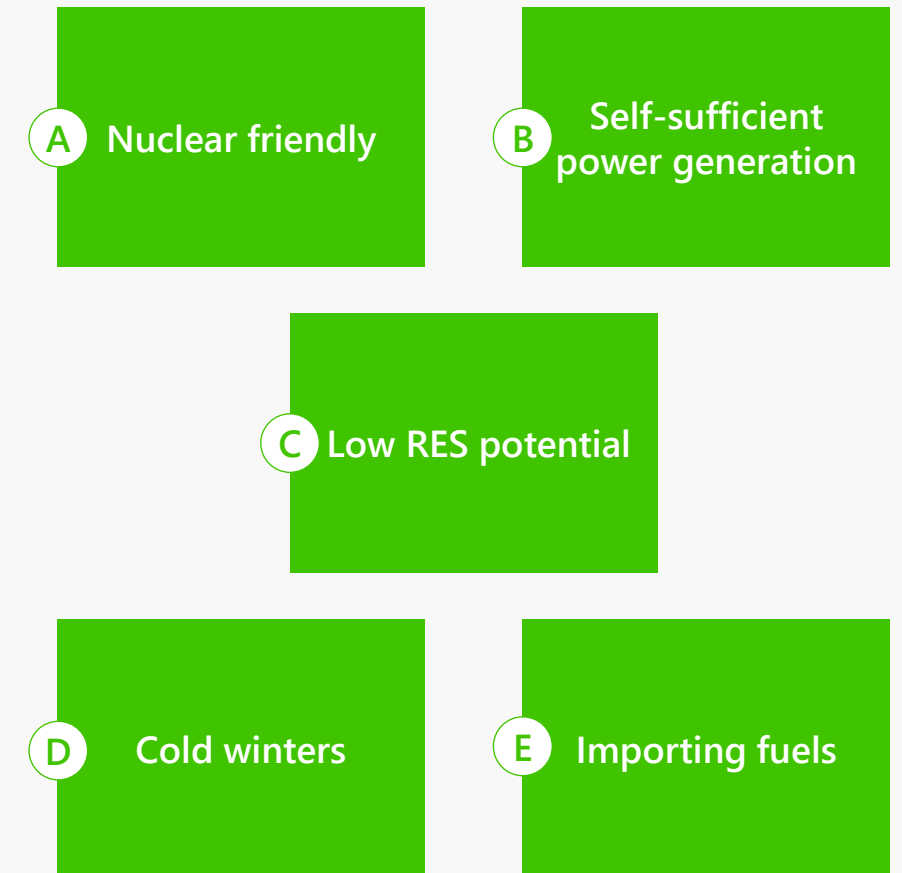 A
Nuclear friendly
B
Self-sufficient
power generation
C
Low RES potential
D
Cold winters
E
Importing fuels